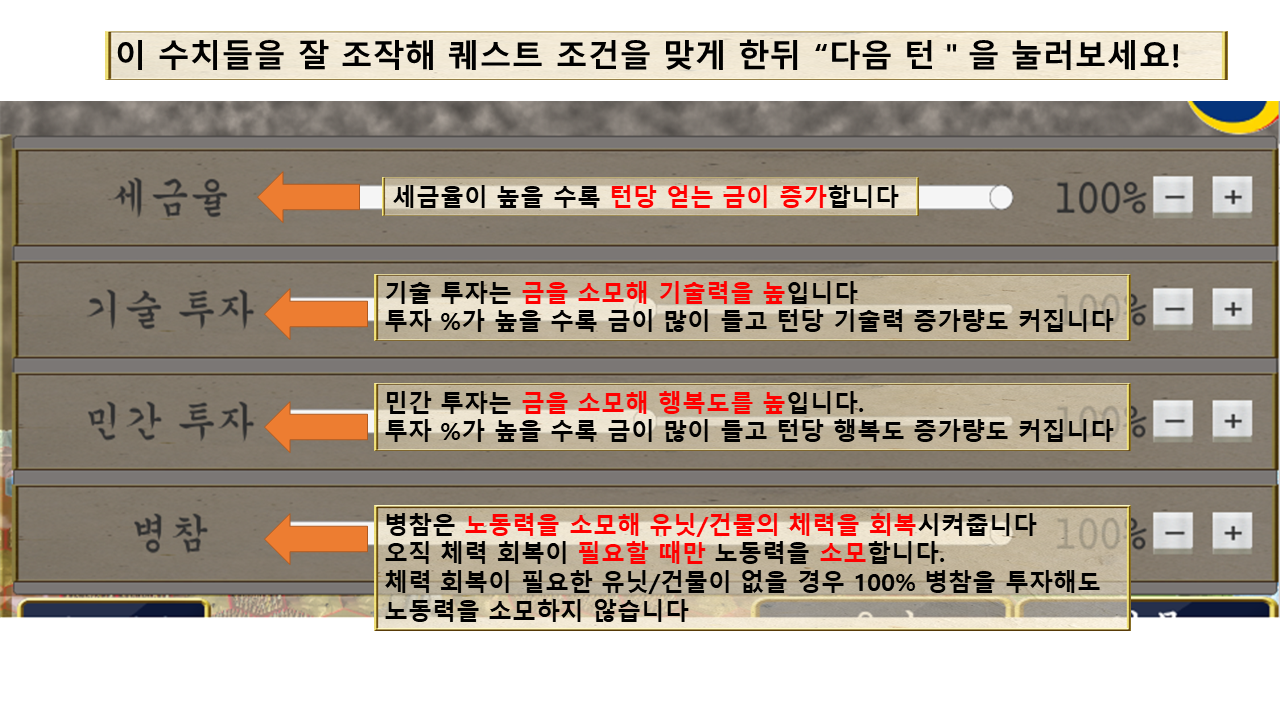 이 수치들을 잘 조작해 퀘스트 조건을 맞게 한뒤 “다음 턴 " 을 눌러보세요!
세금율
세금율이 높을 수록 턴당 얻는 금이 증가합니다
100%
기술 투자
기술 투자는 금을 소모해 기술력을 높입니다
투자 %가 높을 수록 금이 많이 들고 턴당 기술력 증가량도 커집니다
100%
민간 투자
민간 투자는 금을 소모해 행복도를 높입니다.
투자 %가 높을 수록 금이 많이 들고 턴당 행복도 증가량도 커집니다
100%
병참
병참은 노동력을 소모해 유닛/건물의 체력을 회복시켜줍니다
오직 체력 회복이 필요할 때만 노동력을 소모합니다.
체력 회복이 필요한 유닛/건물이 없을 경우 100% 병참을 투자해도
노동력을 소모하지 않습니다
100%